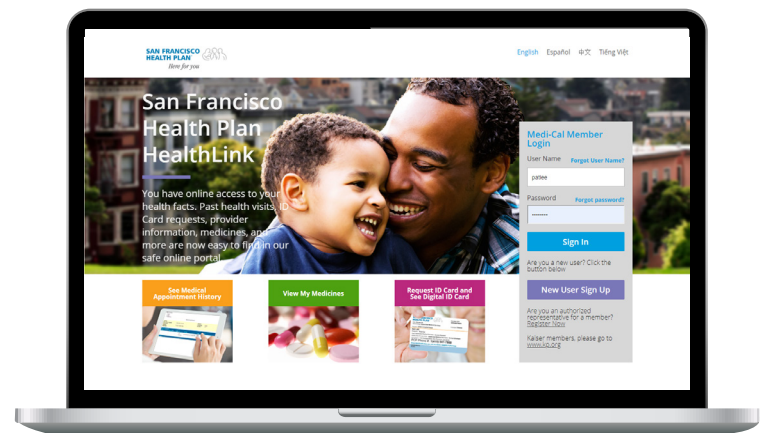 SAN FRANCISCO
HEALTH PLAN
Here for you
English Español 中文 Tiếng Việt
San Francisco
Health Plan
HealthLink
You have online access to your
health facts. Past health visits, ID
Card requests, provider
information, medicines, and
more are now easy to find in our
safe online portal
Medi-Cal Member
Login
User Name Forgot User Name?
patlee
Password Forgot password?
Sign In
Are you a new user? Click the
button below
New User Sign Up
Are you an authorized
representative for a member?
Register Now
Kaiser members, please go to
www.kp.org
See Medical
Appointment History
View My Medicines
Request ID Card and
See Digital ID Card